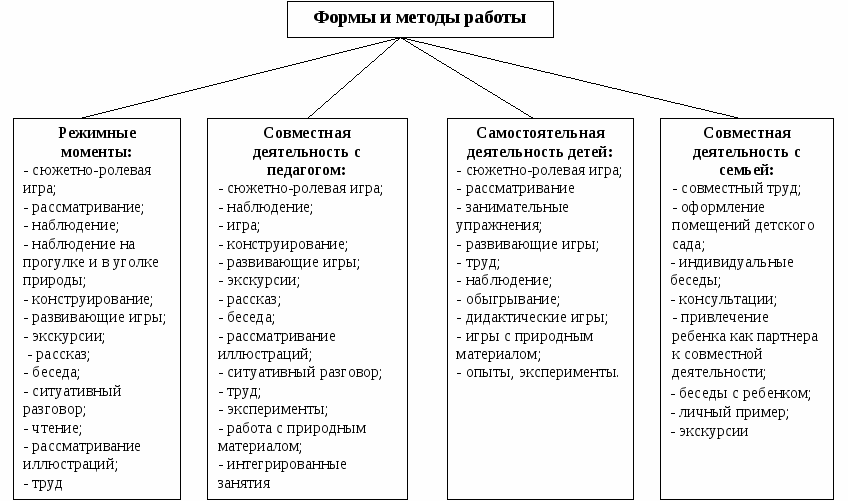 Формы и методы работы
Режимные
моменты:
- сюжетно-ролевая
игра;
- рассматривание;
- наблюдение;
- наблюдение на
прогулке и в уголке
природы;
- конструирование;
- развивающие игры;
- экскурсии;
- рассказ;
- беседа;
- ситуативный
разговор;
- чтение;
- рассматривание
иллюстраций;
- труд
Совместная
деятельность с
педагогом:
- сюжетно-ролевая игра;
- наблюдение;
- игра;
- конструирование;
- развивающие игры;
- экскурсии;
- рассказ;
- беседа;
- рассматривание
иллюстраций;
- ситуативный разговор;
- труд;
- эксперименты;
- работа с природным
материалом;
- интегрированные
занятия
Самостоятельная
деятельность детей:
- сюжетно-ролевая игра;
- рассматривание
- занимательные
упражнения;
- развивающие игры;
- труд;
- наблюдение;
- обыгрывание;
- дидактические игры;
- игры с природным
материалом;
- опыты, эксперименты.
Совместная
деятельность с
семьей:
- совместный труд;
- оформление
помещений детского
сада;
- индивидуальные
беседы;
- консультации;
- привлечение
ребенка как партнера
к совместной
деятельности;
- беседы с ребенком;
- личный пример;
- экскурсии